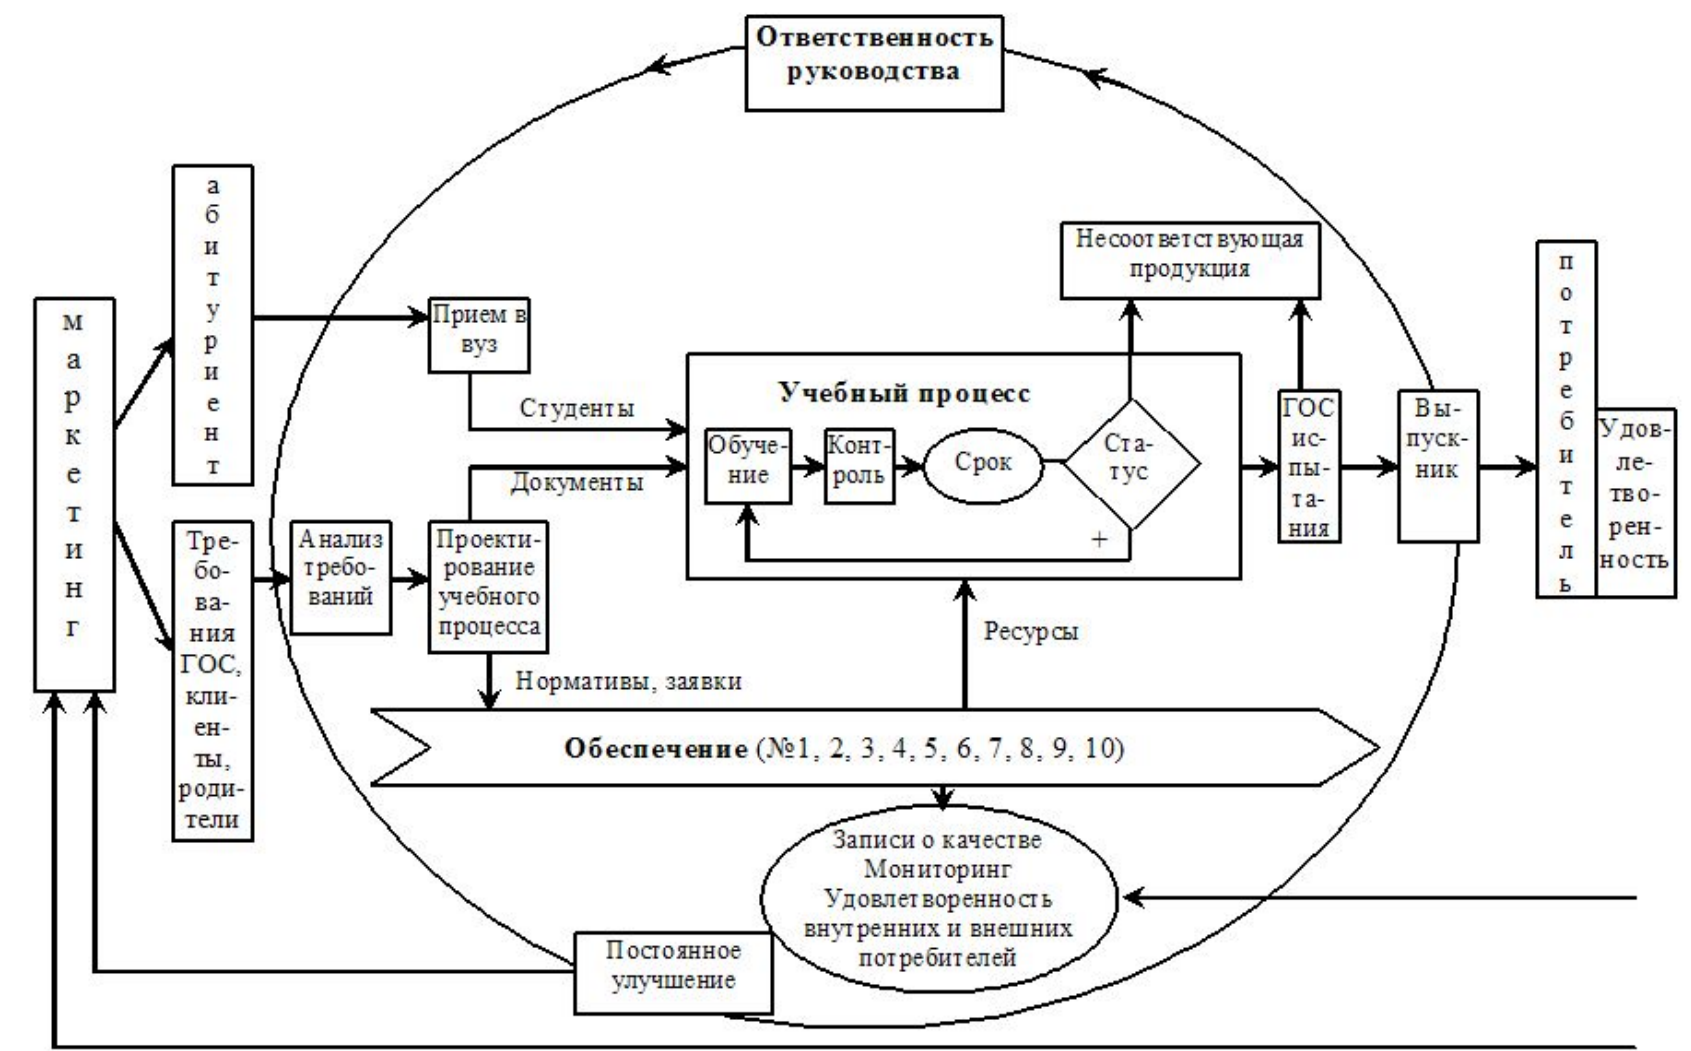 Ответственность
руководства
абитуриент
маркетинг
Прием в
вуз
Студенты
Документы
Несоответствующая
продукция
Учебный процесс
Обуче-
ние
Конт-
роль
Срок
Ста-
тус
+
ГОС
ис-
пы-
та-
ния
Вы-
пуск-
ник
потребитель
Удов-
ле-
тво-
рен-
ность
Тре-
бо-
ва-
ния
ГОС,
кли-
ен-
ты,
роди-
тели
Анализ
требо-
ваний
Проекти-
рование
учебного
процесса
Ресурсы
Нормативы, заявки
Обеспечение (№1, 2, 3, 4, 5, 6, 7, 8, 9, 10)
Записи о качестве
Мониторинг
Удовлетворенность
внутренних и внешних
потребителей
Постоянное
улучшение